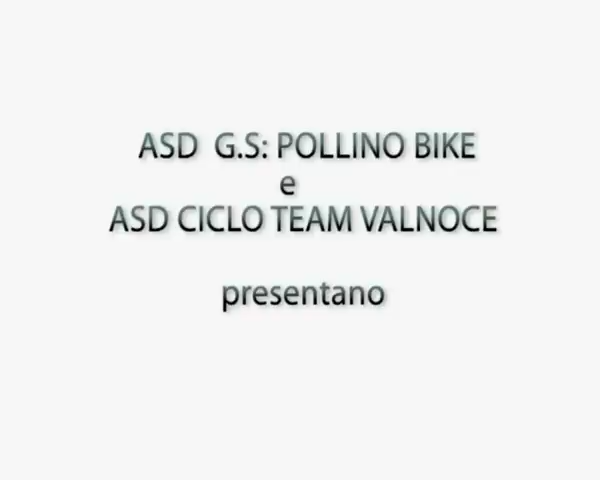 ASD G.S: POLLINO BIKE
e
ASD CICLO TEAM VALNOCE
presentano